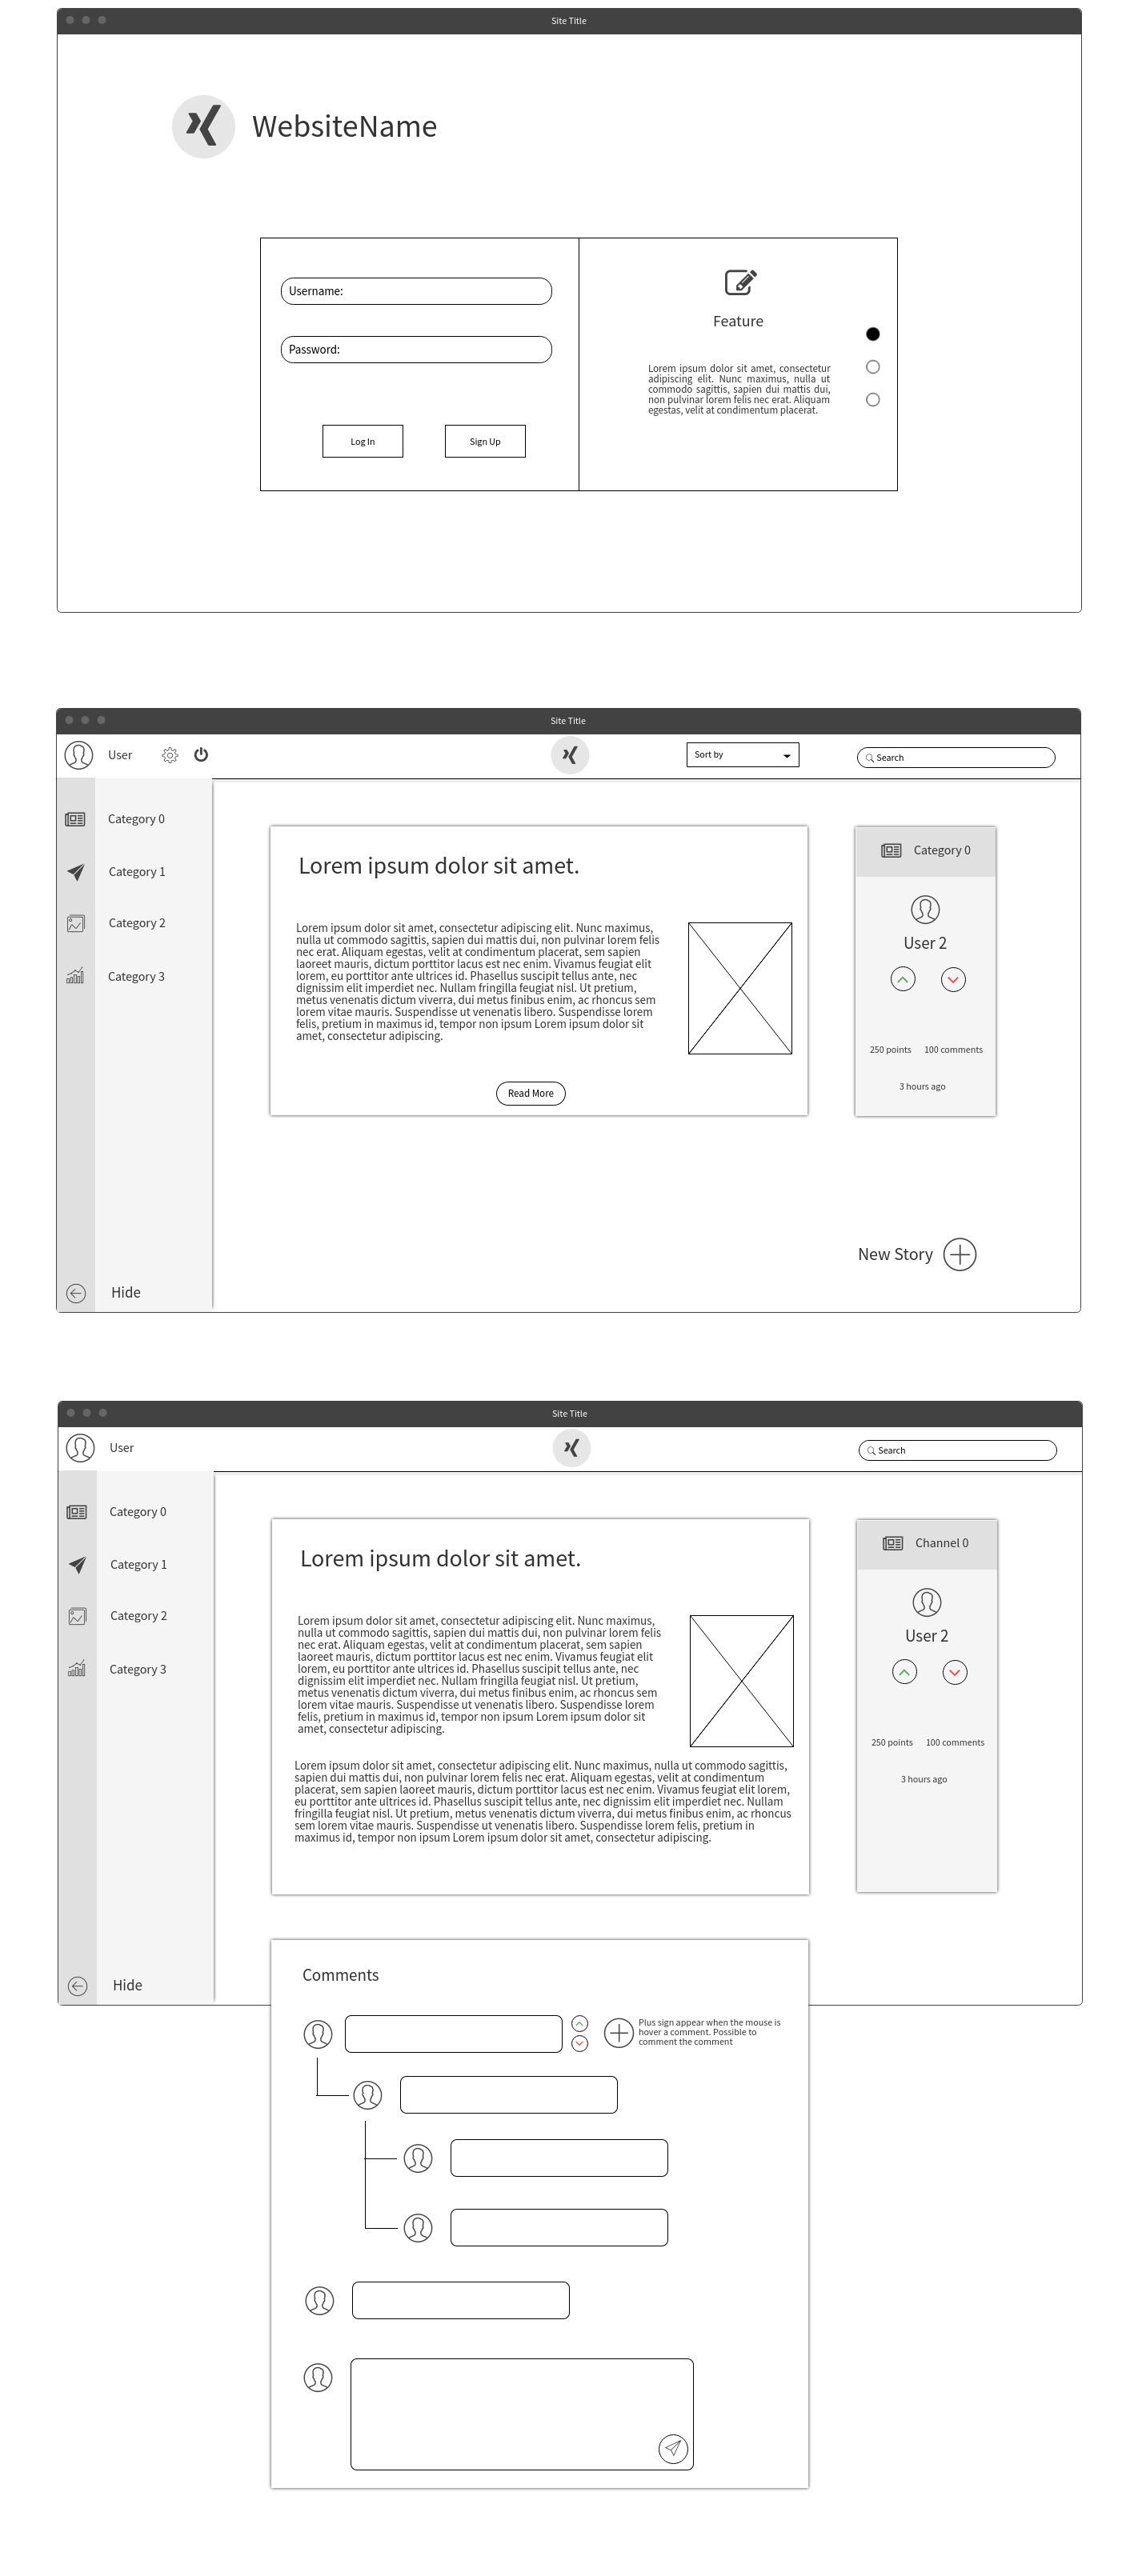 Site Title
WebsiteName
Username:
Password:
Log In
Sign Up
Feature
Lorem ipsum dolor sit amet, consectetur
adipiscing elit. Nunc maximus, nulla ut
commodo sagittis, sapien dui mattis dui,
non pulvinar lorem felis nec erat. Aliquam
egestas, velit at condimentum placerat.
Site Title
User
Sort by
Search
Category 0
Category 1
Category 2
Category 3
Hide
Lorem ipsum dolor sit amet.
Lorem ipsum dolor sit amet, consectetur adipiscing elit. Nunc maximus,
nulla ut commodo sagittis, sapien dui mattis dui, non pulvinar lorem felis
nec erat. Aliquam egestas, velit at condimentum placerat, sem sapien
laoreet mauris, dictum porttitor lacus est nec enim. Vivamus feugiat elit
lorem, eu porttitor ante ultrices id. Phasellus suscipit tellus ante, nec
dignissim elit imperdiet nec. Nullam fringilla feugiat nisl. Ut pretium,
metus venenatis dictum viverra, dui metus finibus enim, ac rhoncus sem
lorem vitae mauris. Suspendisse ut venenatis libero. Suspendisse lorem
felis, pretium in maximus id, tempor non ipsum Lorem ipsum dolor sit
amet, consectetur adipiscing.
Read More
Category 0
User 2
250 points
100 comments
3 hours ago
New Story
Site Title
User
Search
Category 0
Category 1
Category 2
Category 3
Hide
Lorem ipsum dolor sit amet.
Lorem ipsum dolor sit amet, consectetur adipiscing elit. Nunc maximus,
nulla ut commodo sagittis, sapien dui mattis dui, non pulvinar lorem felis
nec erat. Aliquam egestas, velit at condimentum placerat, sem sapien
laoreet mauris, dictum porttitor lacus est nec enim. Vivamus feugiat elit
lorem, eu porttitor ante ultrices id. Phasellus suscipit tellus ante, nec
dignissim elit imperdiet nec. Nullam fringilla feugiat nisl. Ut pretium,
metus venenatis dictum viverra, dui metus finibus enim, ac rhoncus sem
lorem vitae mauris. Suspendisse ut venenatis libero. Suspendisse lorem
felis, pretium in maximus id, tempor non ipsum Lorem ipsum dolor sit
amet, consectetur adipiscing.
Lorem ipsum dolor sit amet, consectetur adipiscing elit. Nunc maximus, nulla ut commodo sagittis,
sapien dui mattis dui, non pulvinar lorem felis nec erat. Aliquam egestas, velit at condimentum
placerat, sem sapien laoreet mauris, dictum porttitor lacus est nec enim. Vivamus feugiat elit lorem,
eu porttitor ante ultrices id. Phasellus suscipit tellus ante, nec dignissim elit imperdiet nec. Nullam
fringilla feugiat nisl. Ut pretium, metus venenatis dictum viverra, dui metus finibus enim, ac rhoncus
sem lorem vitae mauris. Suspendisse ut venenatis libero. Suspendisse lorem felis, pretium in
maximus id, tempor non ipsum Lorem ipsum dolor sit amet, consectetur adipiscing.
Channel 0
User 2
250 points
100 comments
3 hours ago
Comments
Plus sign appear when the mouse is
hover a comment. Possible to
comment the comment